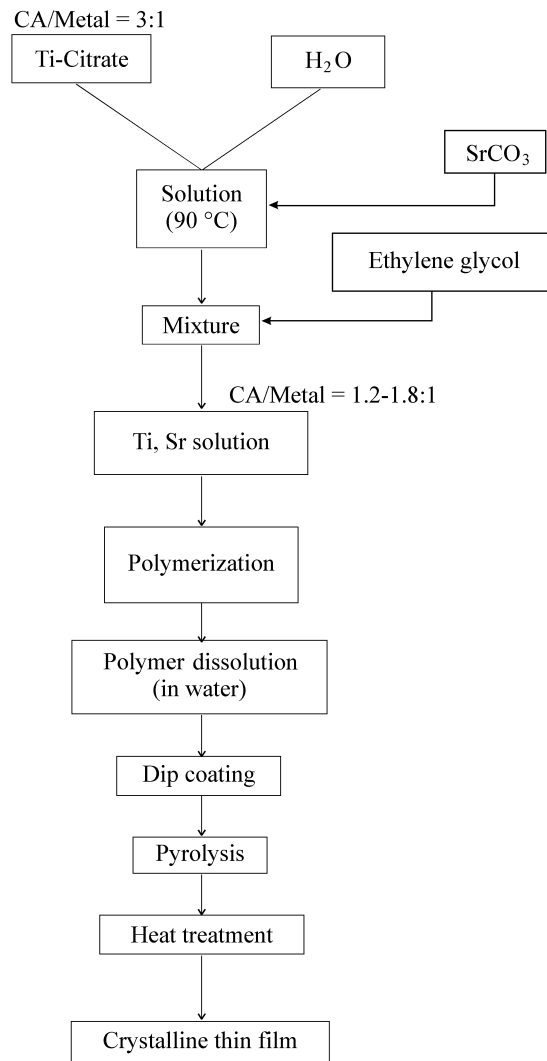 CA/Metal = 3:1
Ti-Citrate
H₂O
SrCO₃
Solution
(90 °C)
Ethylene glycol
Mixture
CA/Metal = 1.2-1.8:1
Ti, Sr solution
Polymerization
Polymer dissolution
(in water)
Dip coating
Pyrolysis
Heat treatment
Crystalline thin film